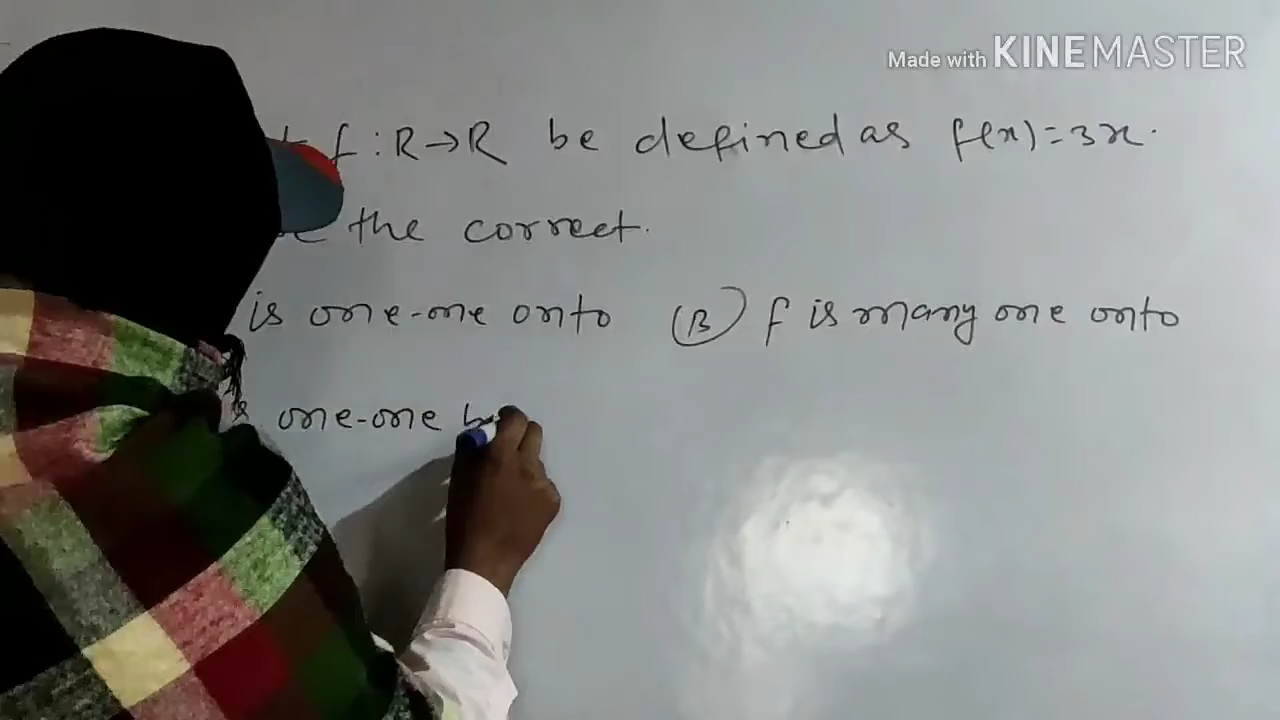 Made with KINEMASTER
f : R→R be defined as f(x)=3x.
the correct.
is one-one onto (B) f is many one onto
one-one